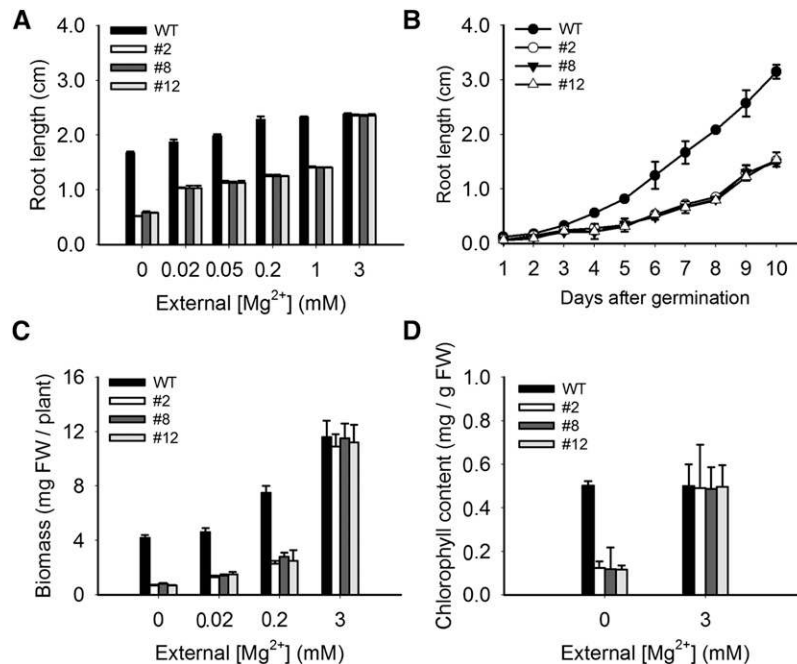 A
Root length (cm)
4.0
3.0
2.0
1.0
0.0
WT
#2
#8
#12
0 0.02 0.05 0.2 1 3
External [Mg²⁺] (mM)
B
Root length (cm)
4.0
3.0
2.0
1.0
0.0
WT
#2
#8
#12
1 2 3 4 5 6 7 8 9 10
Days after germination
C
Biomass (mg FW / plant)
16
12
8
4
0
WT
#2
#8
#12
0 0.02 0.2 3
External [Mg²⁺] (mM)
D
Chlorophyll content (mg / g FW)
1.0
0.8
0.6
0.4
0.2
0.0
WT
#2
#8
#12
0 3
External [Mg²⁺] (mM)